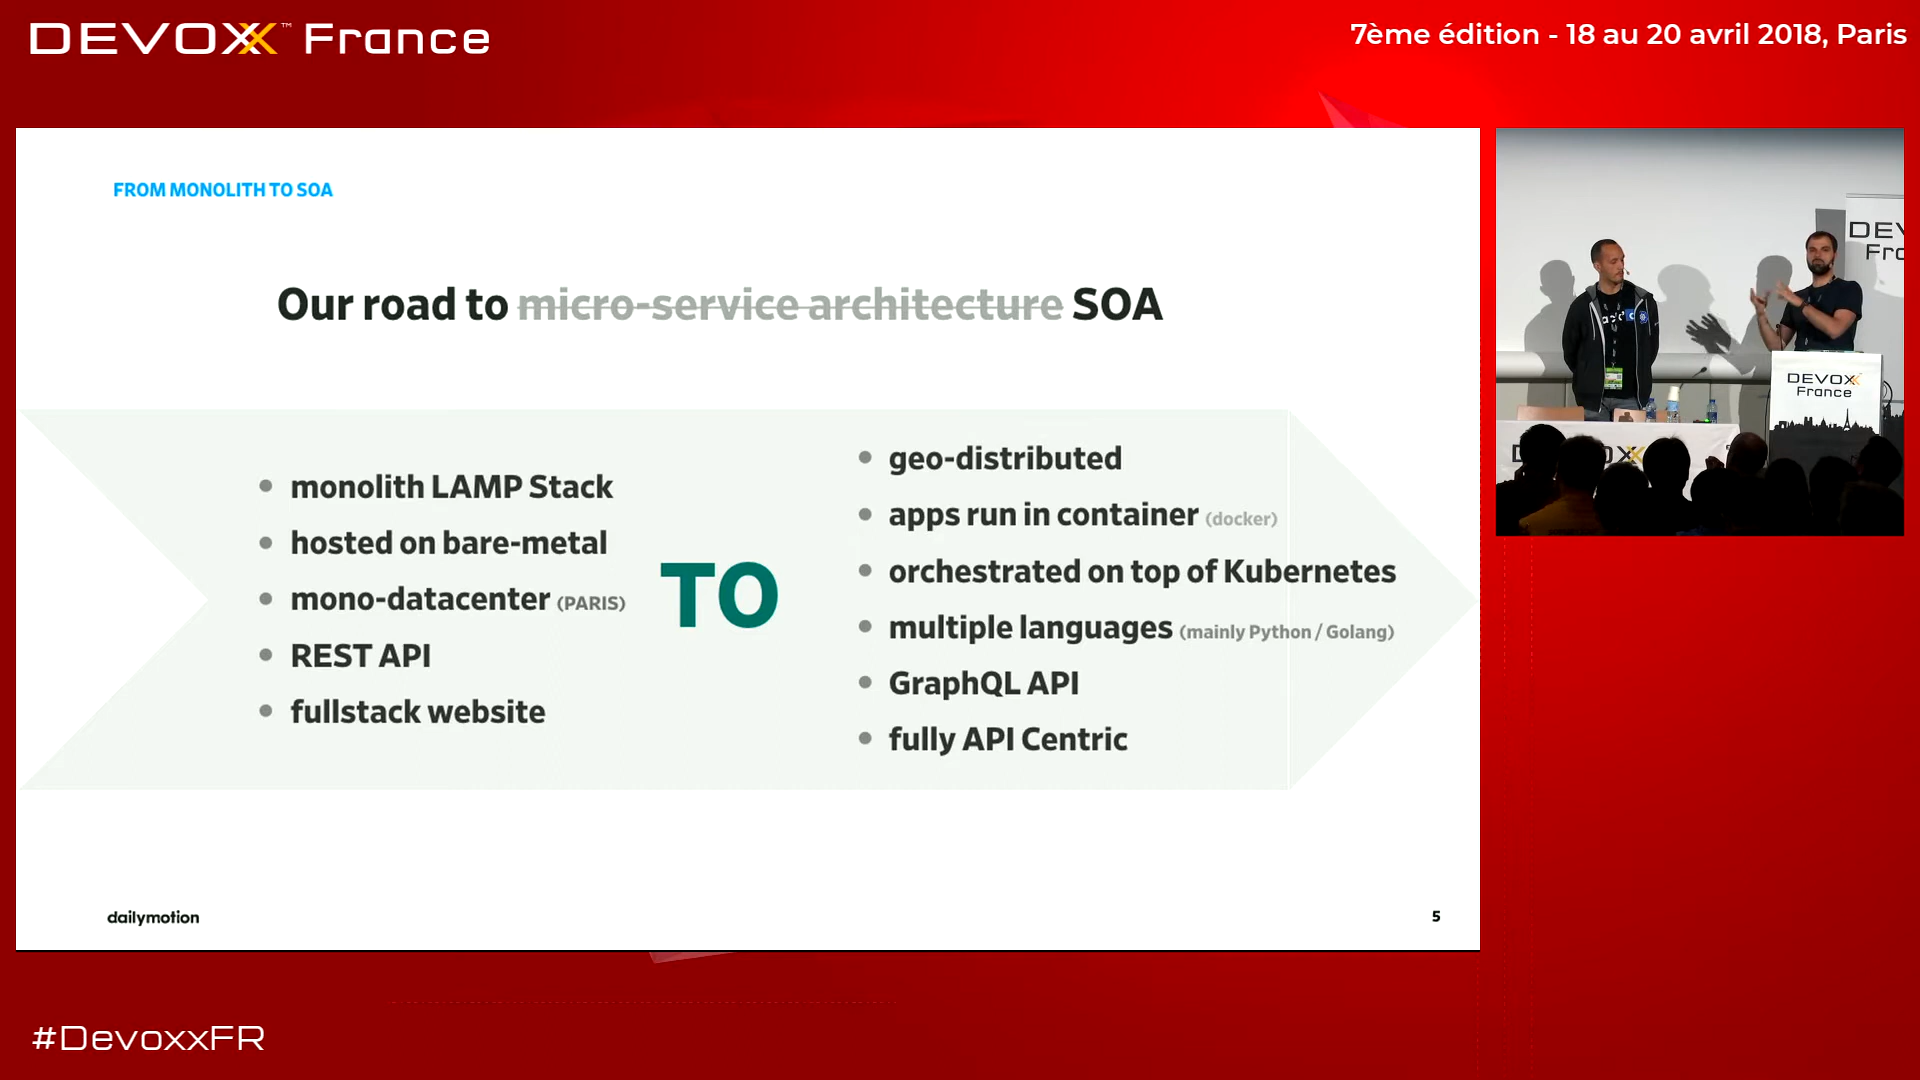 DEVOXX™ France
7ème édition - 18 au 20 avril 2018, Paris
FROM MONOLITH TO SOA
Our road to micro-service architecture SOA
• monolith LAMP Stack
• hosted on bare-metal
• mono-datacenter (PARIS)
• REST API
• fullstack website
TO
• geo-distributed
• apps run in container (docker)
• orchestrated on top of Kubernetes
• multiple languages (mainly Python / Golang)
• GraphQL API
• fully API Centric
dailymotion
5
DEVOXX
France
#DevoxxFR